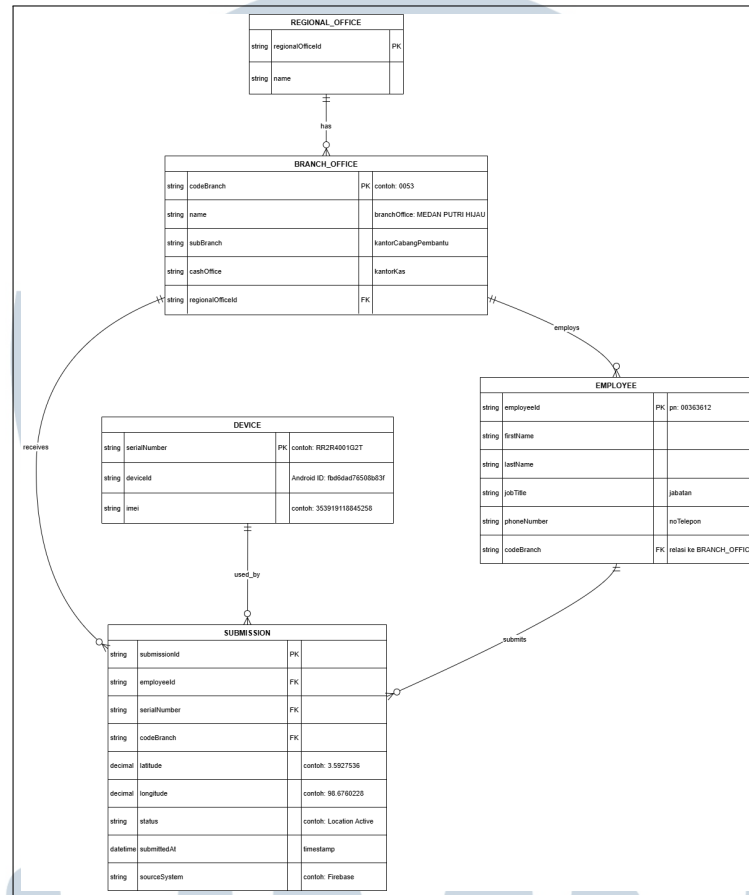 REGIONAL_OFFICE
string regionalOfficeId PK
string name
has
BRANCH_OFFICE
string codeBranch PK contoh: 0053
string name branchOffice: MEDAN PUTRI HIJAU
string subBranch kantorCabangPembantu
string cashOffice kantorKas
string regionalOfficeId FK
employs
EMPLOYEE
string employeeId PK pn: 00363612
string firstName
string lastName
string jobTitle jabatan
string phoneNumber noTelepon
string codeBranch FK relasi ke BRANCH_OFFIC
receives
DEVICE
string serialNumber PK contoh: RR2R4001G2T
string deviceId Android ID: fbd6dad76508b83f
string imei contoh: 353919118845258
used_by
submits
SUBMISSION
string submissionId PK
string employeeId FK
string serialNumber FK
string codeBranch FK
decimal latitude contoh: 3.5927536
decimal longitude contoh: 98.6760228
string status contoh: Location Active
datetime submittedAt timestamp
string sourceSystem contoh: Firebase